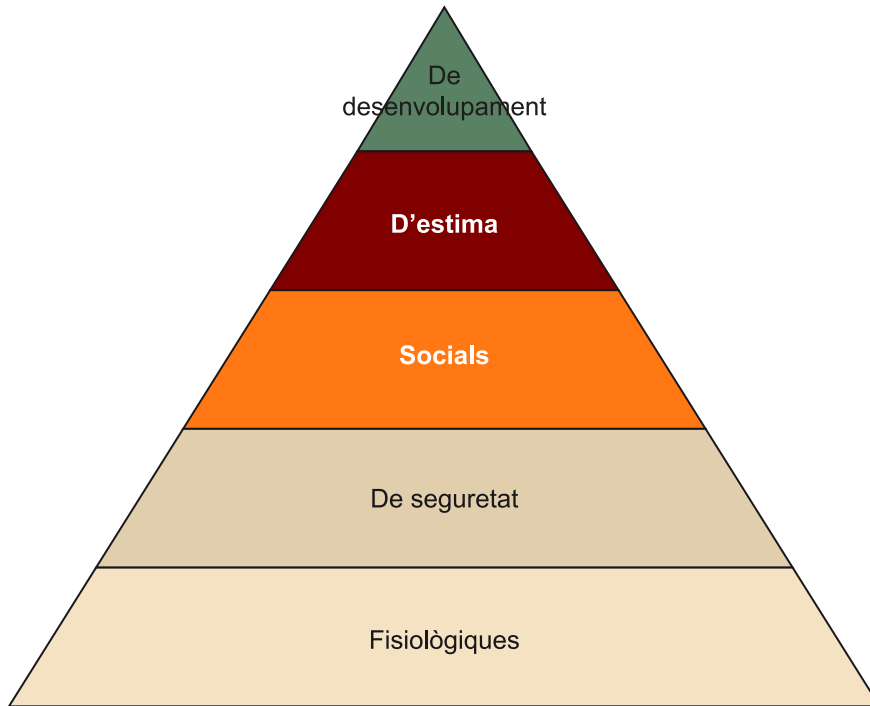 De
desenvolupament
D’estima
Socials
De seguretat
Fisiològiques